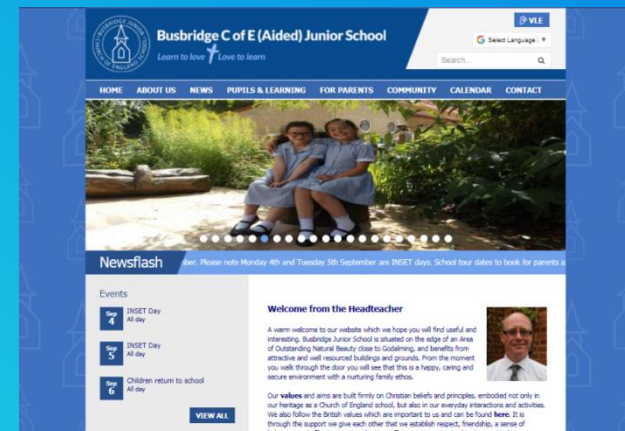 BUSBRIDGE JUNIOR
CHURCH OF ENGLAND
Busbridge C of E (Aided) Junior School
Learn to love Love to learn
VLE
G Select Language ▼
Search...
HOME ABOUT US NEWS PUPILS & LEARNING FOR PARENTS COMMUNITY CALENDAR CONTACT
Newsflash
ber. Please note Monday 4th and Tuesday 5th September are INSET days. School tour dates to book for parents a
Events
Sep 4 INSET Day
All day
Sep 5 INSET Day
All day
Sep 6 Children return to school
All day
VIEW ALL
Welcome from the Headteacher
A warm welcome to our website which we hope you will find useful and
interesting. Busbridge Junior School is situated on the edge of an Area
of Outstanding Natural Beauty close to Godalming, and benefits from
attractive and well resourced buildings and grounds. From the moment
you walk through the door you will see that this is a happy, caring and
secure environment with a nurturing family ethos.
Our values and aims are built firmly on Christian beliefs and principles, embodied not only in
our heritage as a Church of England school, but also in our everyday interactions and activities.
We also follow the British values which are important to us and can be found here. It is
through the support we give each other that we establish respect, friendship, a sense of